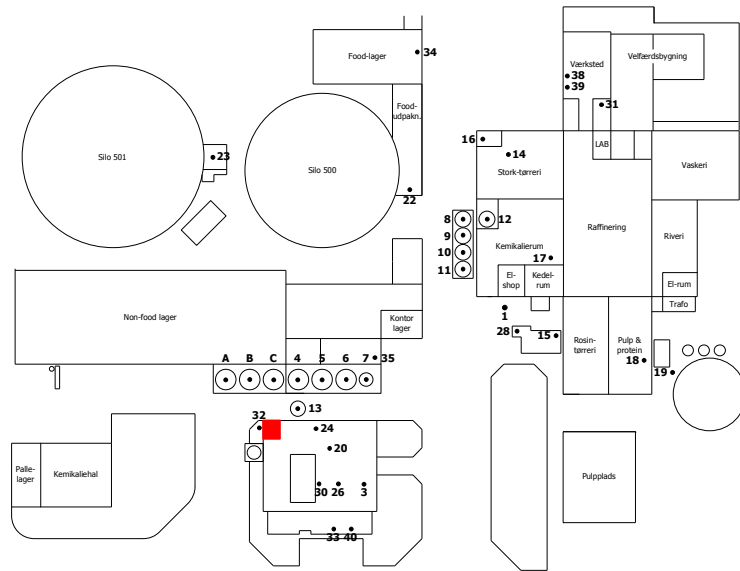 Food-lager
34
Værksted
Velfærdsbygning
38
39
31
Food-
udpakn.
Silo 501
23
Silo 500
22
16
14
Stork-tørreri
LAB
Vaskeri
8
9
10
11
12
Kemikalierum
17
Raffinering
Riveri
El-
shop
Kedel-
rum
El-rum
Trafo
1
28
15
Non-food lager
Kontor
lager
Rosin-
tørreri
Pulp &
protein
18
19
A
B
C
4
5
6
7
35
13
32
24
20
30
26
3
33
40
Palle-
lager
Kemikaliehal
Pulpplads